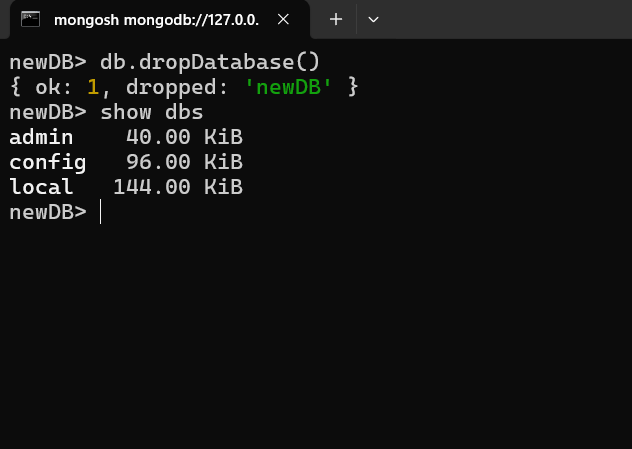 mongosh mongodb://127.0.0.
newDB> db.dropDatabase()
{ ok: 1, dropped: 'newDB' }
newDB> show dbs
admin    40.00 KiB
config   96.00 KiB
local   144.00 KiB
newDB>